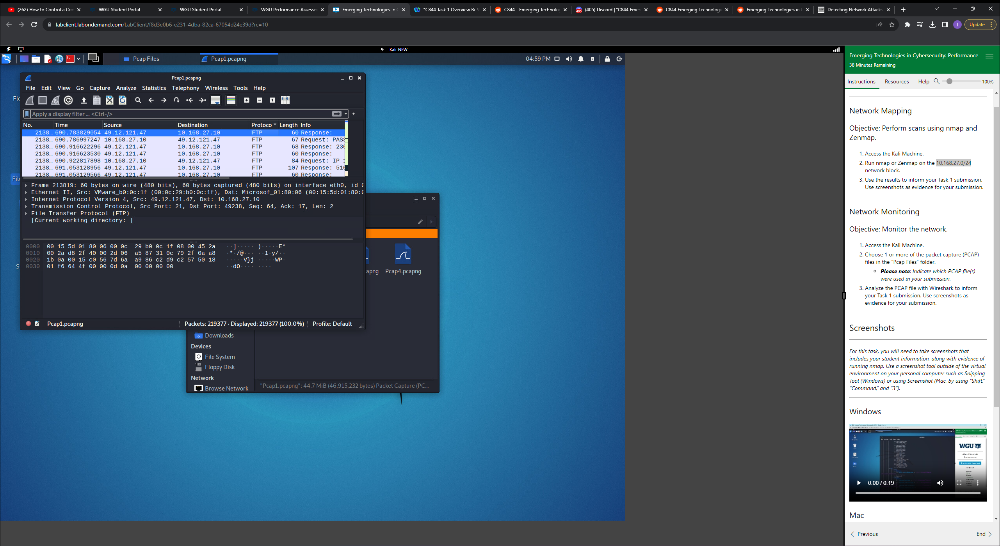 (262) How to Control a Cro
WGU Student Portal
WGU Student Portal
WGU Performance Assessm
Emerging Technologies in C
*C844 Task 1 Overview Bi-W
C844 - Emerging Technolog
(405) Discord | "C844 Emer
C844 Emerging Technologi
Emerging Technologies in C
Detecting Network Attacks
labclient.labondemand.com/LabClient/f8d3e0b6-e231-4dba-82ca-67054d24e39d?rc=10
I
Update
Kali-NEW
Pcap Files
Pcap1.pcapng
04:59 PM
Pcap1.pcapng
File Edit View Go Capture Analyze Statistics Telephony Wireless Tools Help
Apply a display filter ... <Ctrl-/>
No. Time Source Destination Protoco Length Info
2138… 690.783829054 49.12.121.47 10.168.27.10 FTP 60 Response:
2138… 690.786997247 10.168.27.10 49.12.121.47 FTP 67 Request: PASS
2138… 690.916622296 49.12.121.47 10.168.27.10 FTP 68 Response: 230
2138… 690.916623530 49.12.121.47 10.168.27.10 FTP 60 Response:
2138… 690.922817898 10.168.27.10 49.12.121.47 FTP 84 Request: IP 1
2138… 691.053128956 49.12.121.47 10.168.27.10 FTP 107 Response: 510
2138… 691.053129566 49.12.121.47 10.168.27.10 FTP 60 Response:
Frame 213819: 60 bytes on wire (480 bits), 60 bytes captured (480 bits) on interface eth0, id 0
Ethernet II, Src: VMware_b0:0c:1f (00:0c:29:b0:0c:1f), Dst: Microsof_01:80:06 (00:15:5d:01:80:0
Internet Protocol Version 4, Src: 49.12.121.47, Dst: 10.168.27.10
Transmission Control Protocol, Src Port: 21, Dst Port: 49238, Seq: 64, Ack: 17, Len: 2
File Transfer Protocol (FTP)
[Current working directory: ]
0000 00 15 5d 01 80 06 00 0c 29 b0 0c 1f 08 00 45 2a ··]····· )·····E*
0010 00 2a d8 2f 40 00 2d 06 a5 87 31 0c 79 2f 0a a8 ·*·/@·-· ··1·y/··
0020 1b 0a 00 15 c0 56 7d 6a a9 86 c2 d9 c2 57 50 18 ·····V}j ·····WP·
0030 01 f6 64 4f 00 00 0d 0a 00 00 00 00 ··dO···· ····
Pcap1.pcapng
Packets: 219377 · Displayed: 219377 (100.0%)
Profile: Default
Flo
File
S
apng
Pcap4.pcapng
Downloads
Devices
File System
Floppy Disk
Network
Browse Network
"Pcap1.pcapng": 44.7 MiB (46,915,232 bytes) Packet Capture (PC...
Emerging Technologies in Cybersecurity: Performance
38 Minutes Remaining
Instructions Resources Help 100%
Network Mapping
Objective: Perform scans using nmap and
Zenmap.
1. Access the Kali Machine.
2. Run nmap or Zenmap on the 10.168.27.0/24
network block.
3. Use the results to inform your Task 1 submission.
Use screenshots as evidence for your submission.
Network Monitoring
Objective: Monitor the network.
1. Access the Kali Machine.
2. Choose 1 or more of the packet capture (PCAP)
files in the “Pcap Files” folder.
Please note: Indicate which PCAP file(s)
were used in your submission.
3. Analyze the PCAP file with Wireshark to inform
your Task 1 submission. Use screenshots as
evidence for your submission.
Screenshots
For this task, you will need to take screenshots that
includes your student information, along with evidence of
running nmap. Use a screenshot tool outside of the virtual
environment on your personal computer such as Snipping
Tool (Windows) or using Screenshot (Mac, by using “Shift,”
“Command,” and “3”).
Windows
WGU
About Your Lab
Environment
0:00 / 0:19
Mac
Previous
End